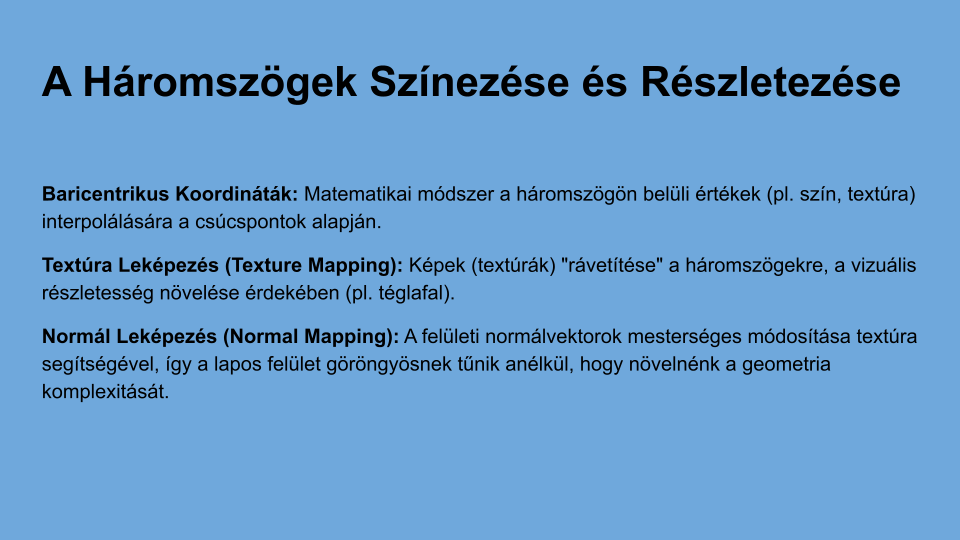 A Háromszögek Színezése és Részletezése
Baricentrikus Koordináták: Matematikai módszer a háromszögön belüli értékek (pl. szín, textúra)
interpolálására a csúcspontok alapján.
Textúra Leképezés (Texture Mapping): Képek (textúrák) "rávetítése" a háromszögekre, a vizuális
részletesség növelése érdekében (pl. téglafal).
Normál Leképezés (Normal Mapping): A felületi normálvektorok mesterséges módosítása textúra
segítségével, így a lapos felület göröngyösnek tűnik anélkül, hogy növelnénk a geometria
komplexitását.